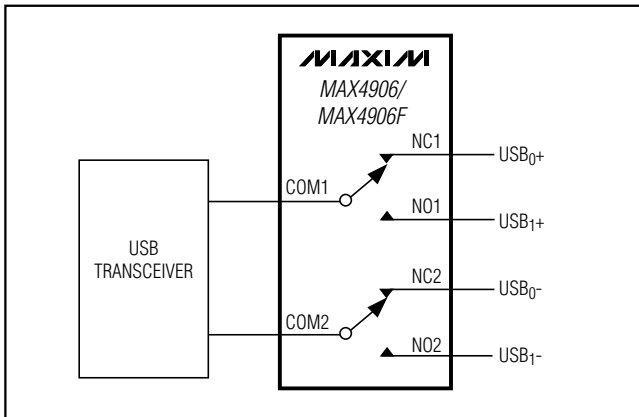 MAXIM
MAX4906/
MAX4906F
NC1
USB0+
COM1
NO1
USB1+
USB
TRANSCEIVER
NC2
USB0-
COM2
NO2
USB1-